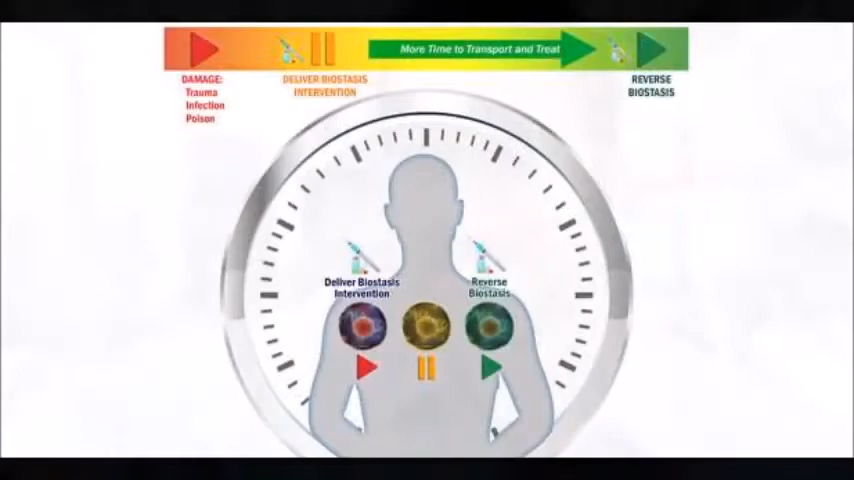 More Time to Transport and Treat
DAMAGE:
Trauma
Infection
Poison
DELIVER BIOSTASIS
INTERVENTION
REVERSE
BIOSTASIS
Deliver Biostasis
Intervention
Reverse
Biostasis